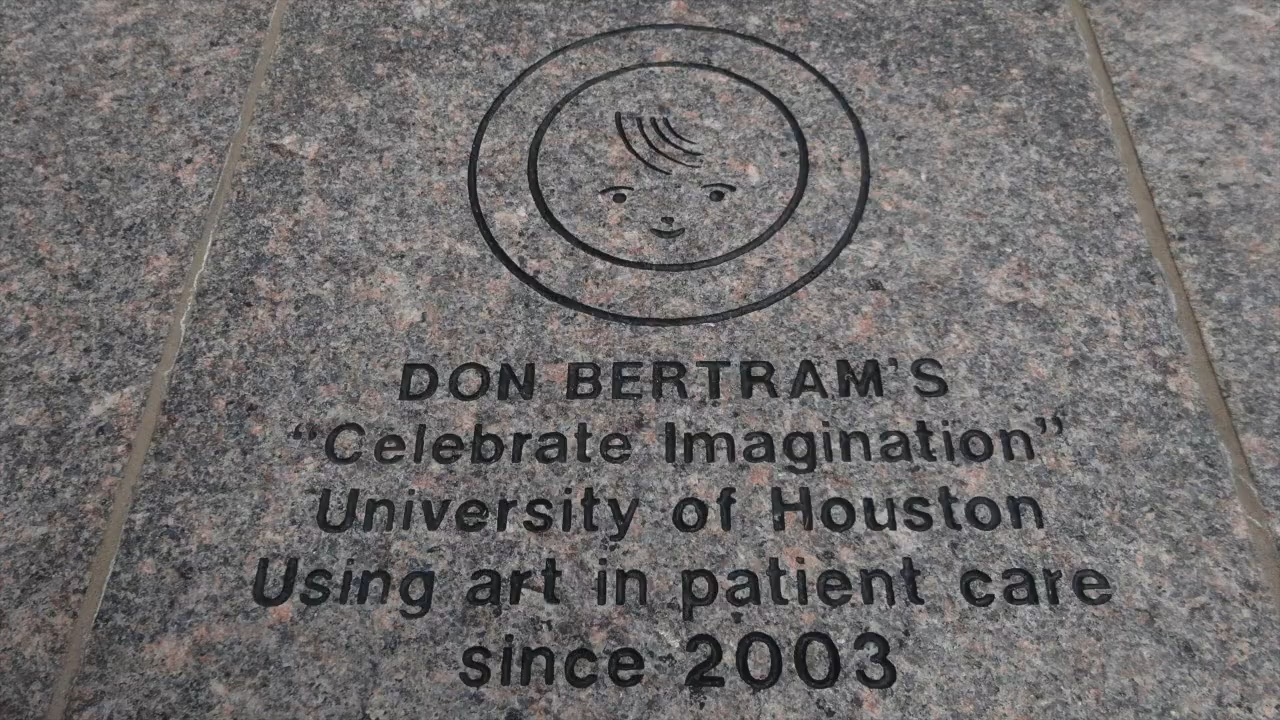 DON BERTRAM'S
“Celebrate Imagination”
University of Houston
Using art in patient care
since 2003